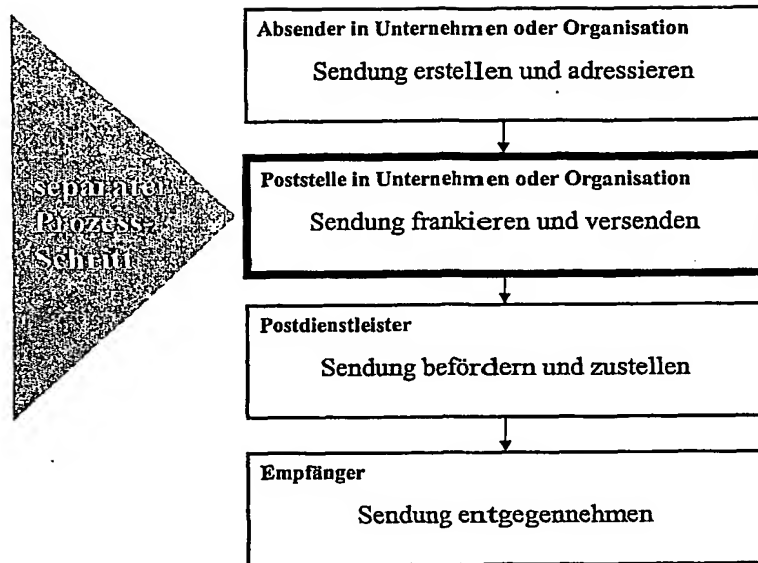 Absender in Unternehmen oder Organisation
Sendung erstellen und adressieren
separater
Prozess-
Schritt
Poststelle in Unternehmen oder Organisation
Sendung frankieren und versenden
Postdienstleister
Sendung befördern und zustellen
Empfänger
Sendung entgegennehmen